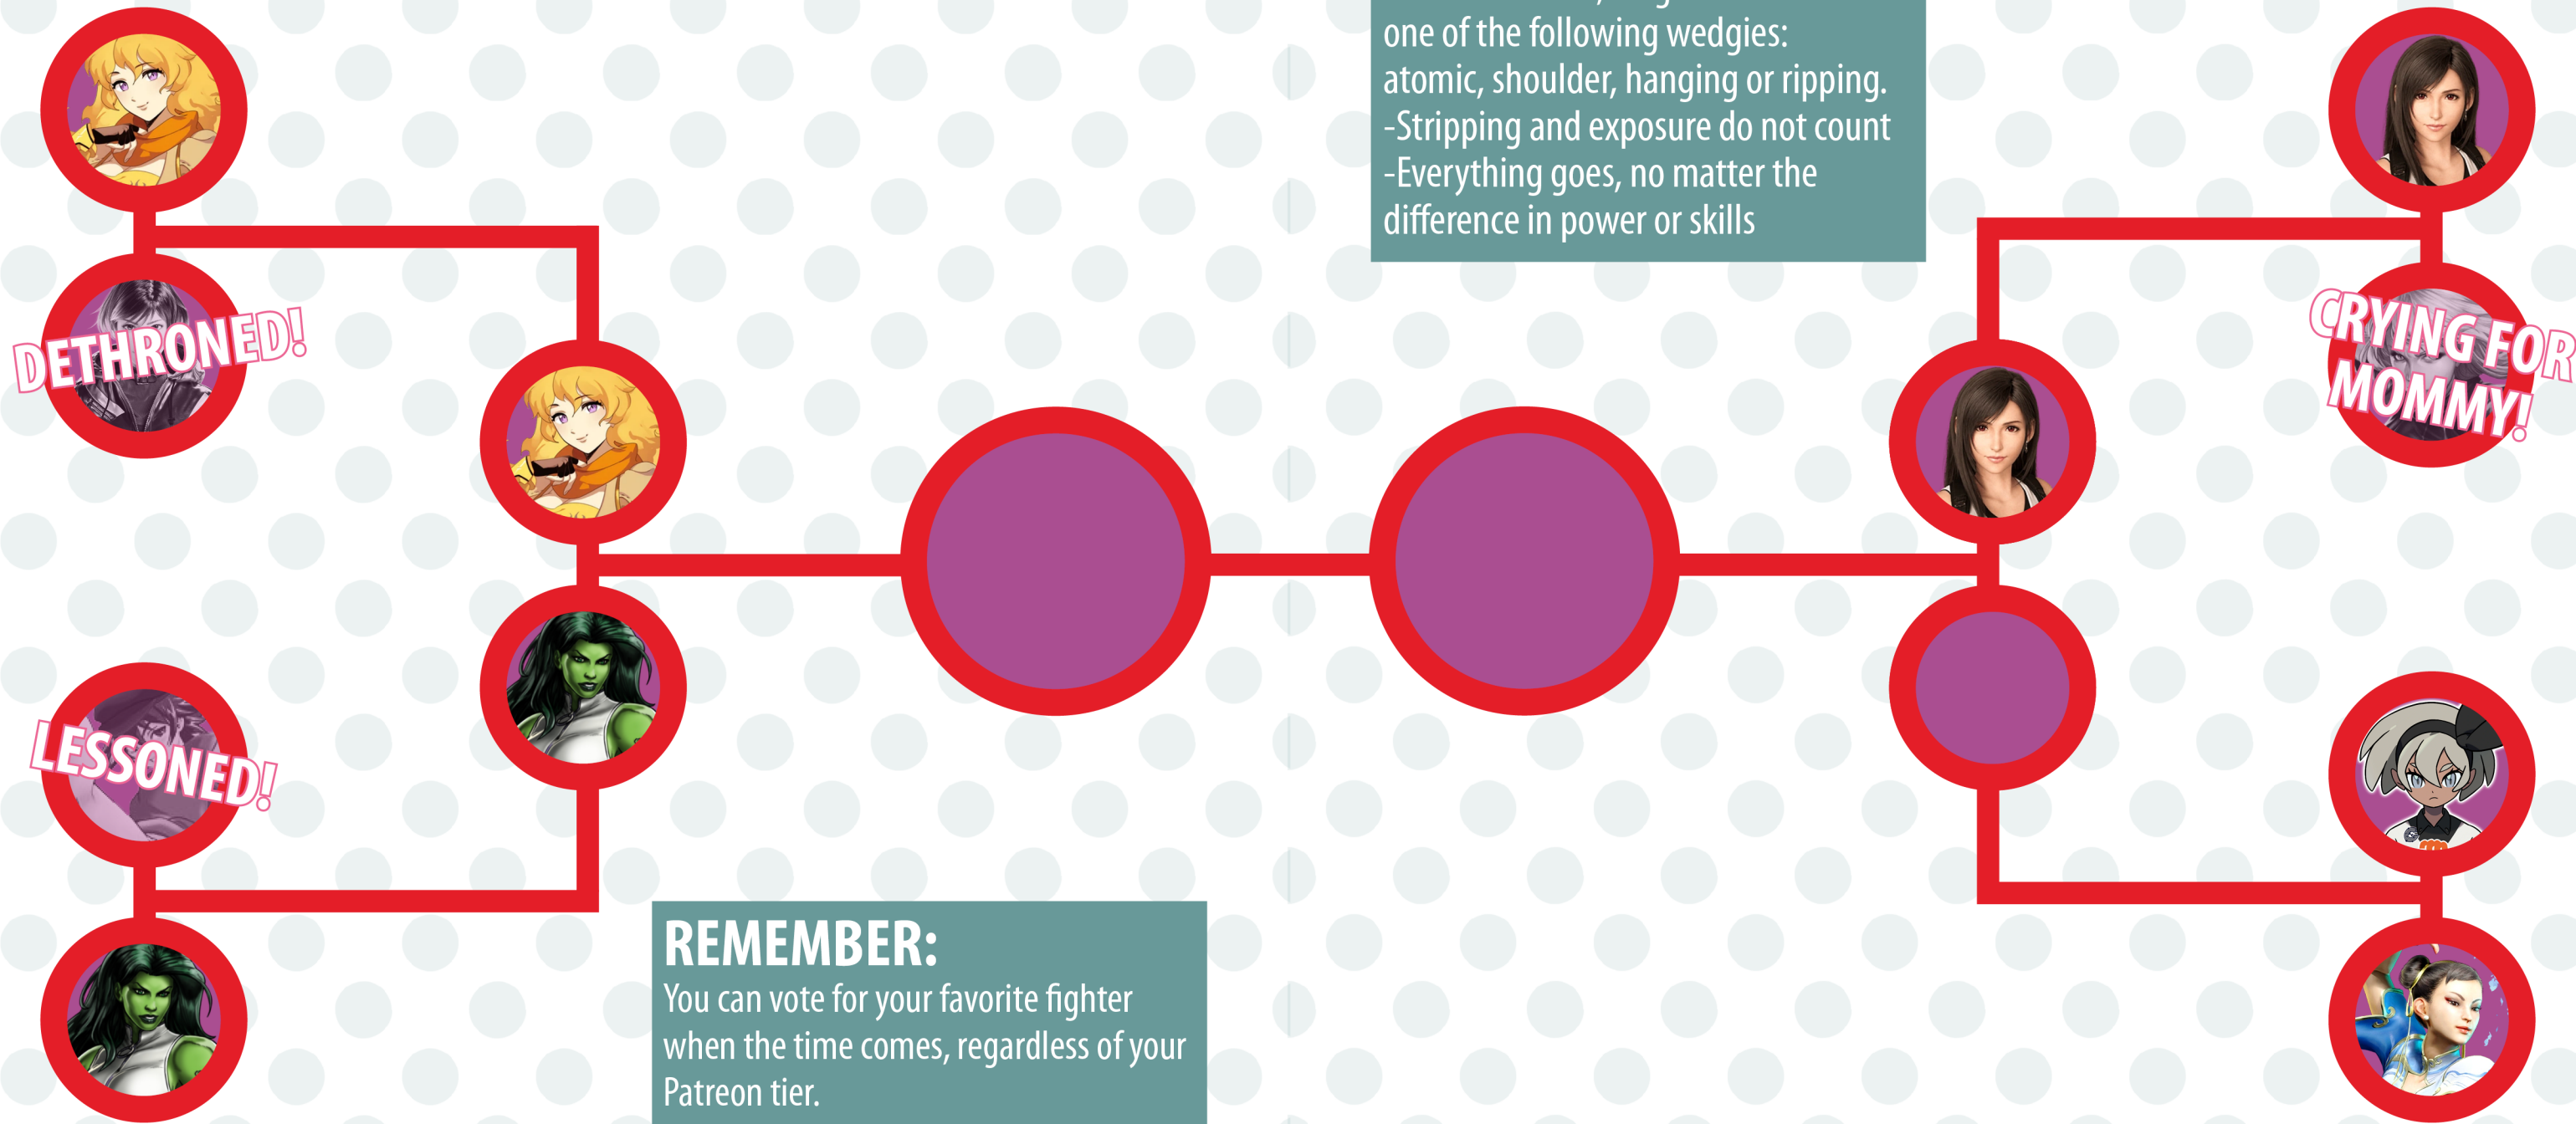 one of the following wedgies:
atomic, shoulder, hanging or ripping.
-Stripping and exposure do not count
-Everything goes, no matter the
difference in power or skills
DETHRONED!
CRYING FOR
MOMMY!
LESSONED!
REMEMBER:
You can vote for your favorite fighter
when the time comes, regardless of your
Patreon tier.